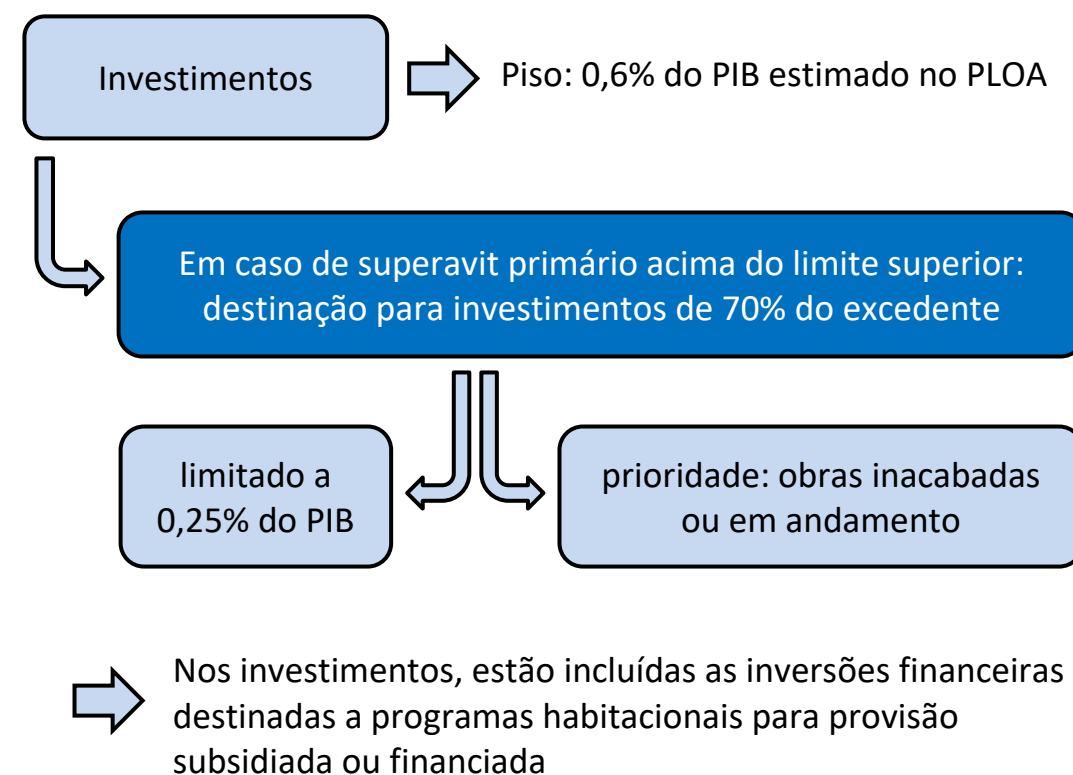 Investimentos
Piso: 0,6% do PIB estimado no PLOA
Em caso de superavit primário acima do limite superior:
destinação para investimentos de 70% do excedente
limitado a
0,25% do PIB
prioridade: obras inacabadas
ou em andamento
Nos investimentos, estão incluídas as inversões financeiras
destinadas a programas habitacionais para provisão
subsidiada ou financiada